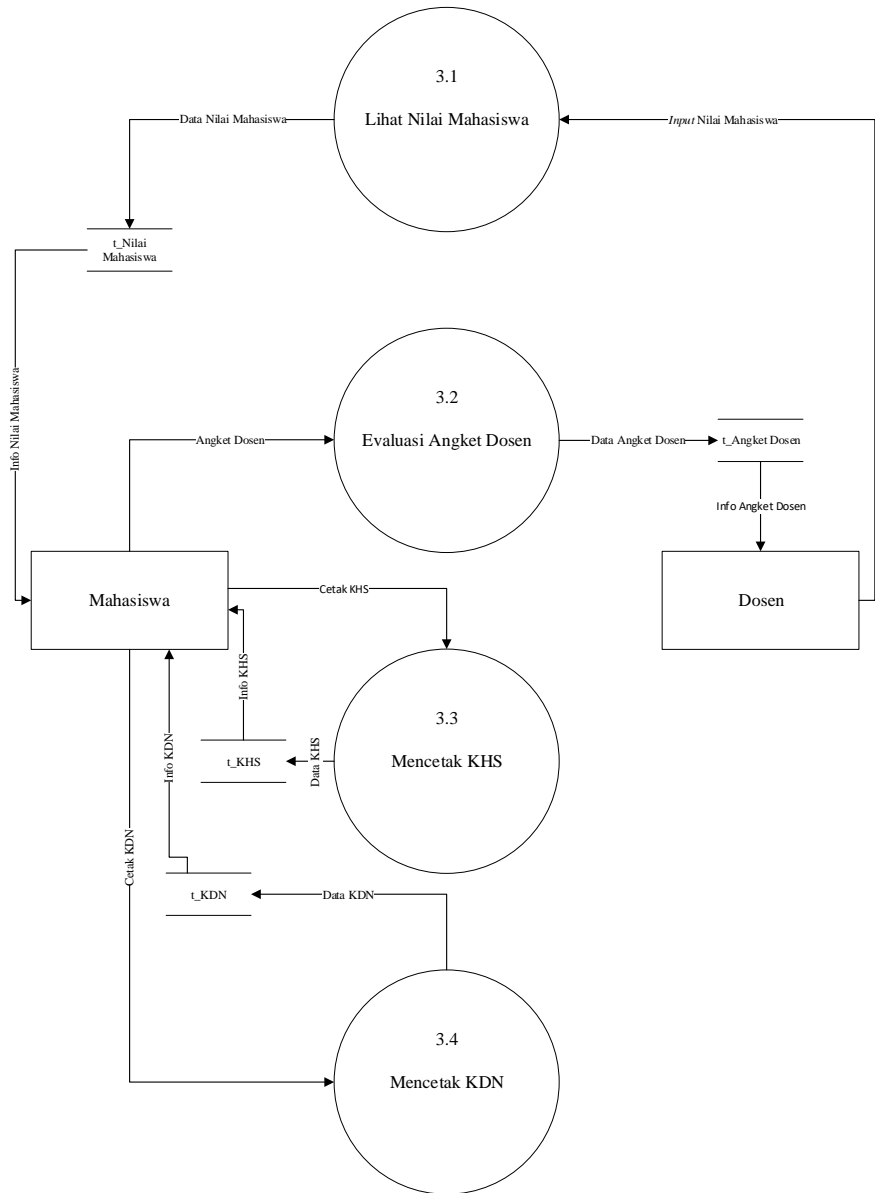 3.1
Lihat Nilai Mahasiswa
Data Nilai Mahasiswa
Input Nilai Mahasiswa
t_Nilai
Mahasiswa
Info Nilai Mahasiswa
3.2
Evaluasi Angket Dosen
Angket Dosen
Data Angket Dosen
t_Angket Dosen
Info Angket Dosen
Mahasiswa
Dosen
Cetak KHS
Info KHS
3.3
Mencetak KHS
Data KHS
t_KHS
Info KDN
Cetak KDN
t_KDN
Data KDN
3.4
Mencetak KDN